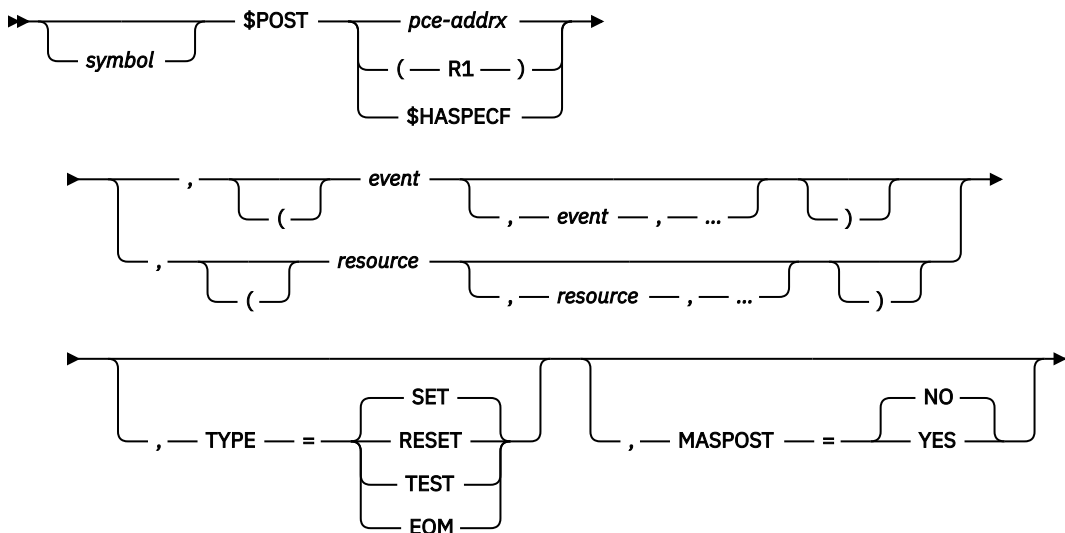 $POST pce-addrx
symbol
( R1 )
$HASPECF
, event
( , event , ... )
, resource
( , resource , ... )
SET NO
, TYPE = RESET , MASPOST = YES
TEST
EOM